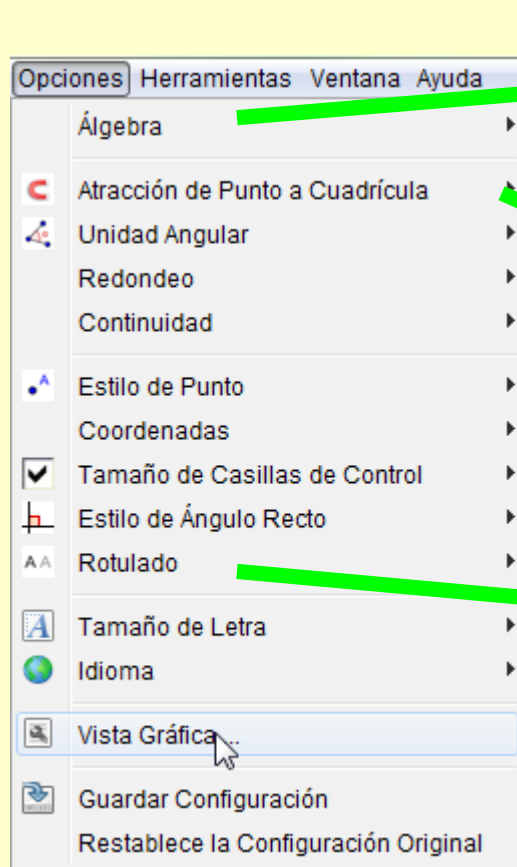 Opciones Herramientas Ventana Ayuda
Álgebra
Atracción de Punto a Cuadrícula
Unidad Angular
Redondeo
Continuidad
Estilo de Punto
Coordenadas
Tamaño de Casillas de Control
Estilo de Ángulo Recto
Rotulado
Tamaño de Letra
Idioma
Vista Gráfica...
Guardar Configuración
Restablece la Configuración Original